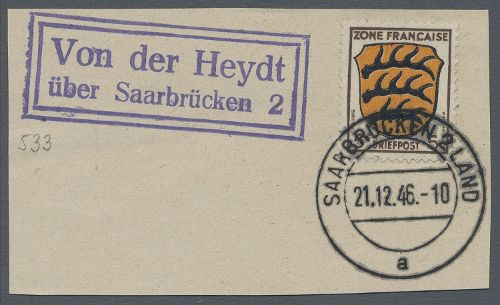 Von der Heydt
über Saarbrücken 2
533
ZONE FRANÇAISE
BRIEFPOST
SAARBRÜCKEN 2 LAND
21.12.46.-10
a